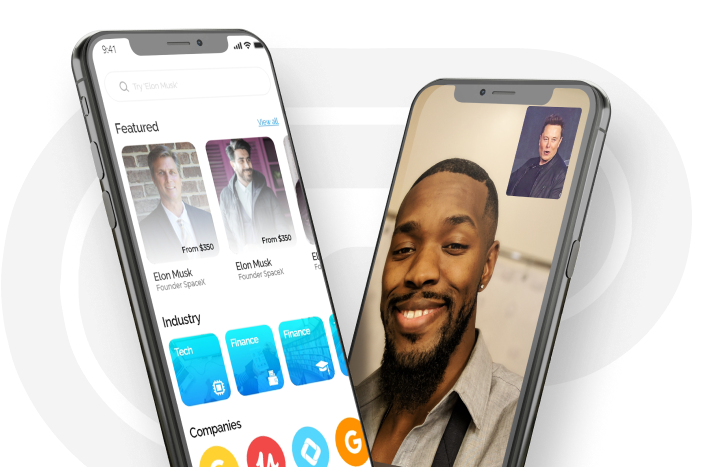 9:41
Try 'Elon Musk'
Featured
View all
From $350
From $350
Elon Musk
Founder SpaceX
Elon Musk
Founder SpaceX
Industry
Tech
Finance
Finance
Companies
G
G